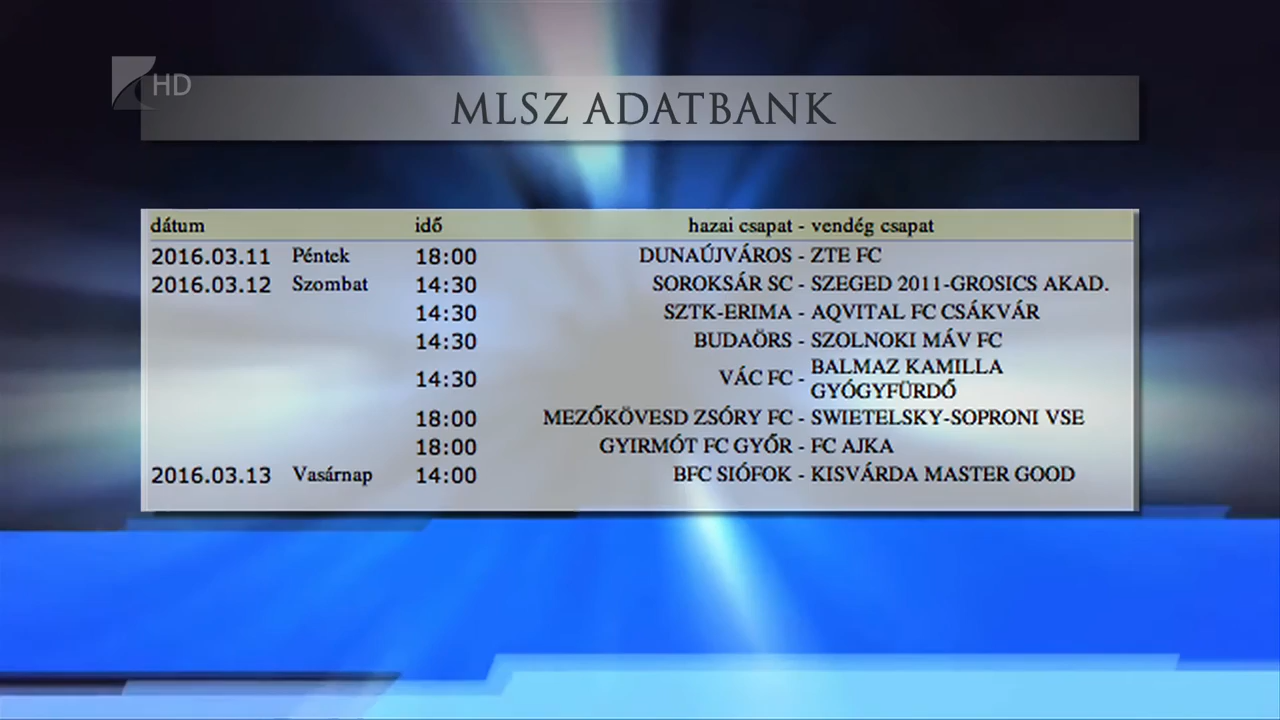 HD
MLSZ ADATBANK
dátum idő hazai csapat - vendég csapat
2016.03.11 Péntek 18:00 DUNAÚJVÁROS - ZTE FC
2016.03.12 Szombat 14:30 SOROKSÁR SC - SZEGED 2011-GROSICS AKAD.
14:30 SZTK-ERIMA - AQVITAL FC CSÁKVÁR
14:30 BUDAÖRS - SZOLNOKI MÁV FC
14:30 VÁC FC - BALMAZ KAMILLA
GYÓGYFÜRDŐ
18:00 MEZŐKÖVESD ZSÓRY FC - SWIETELSKY-SOPRONI VSE
18:00 GYIRMÓT FC GYŐR - FC AJKA
2016.03.13 Vasárnap 14:00 BFC SIÓFOK - KISVÁRDA MASTER GOOD